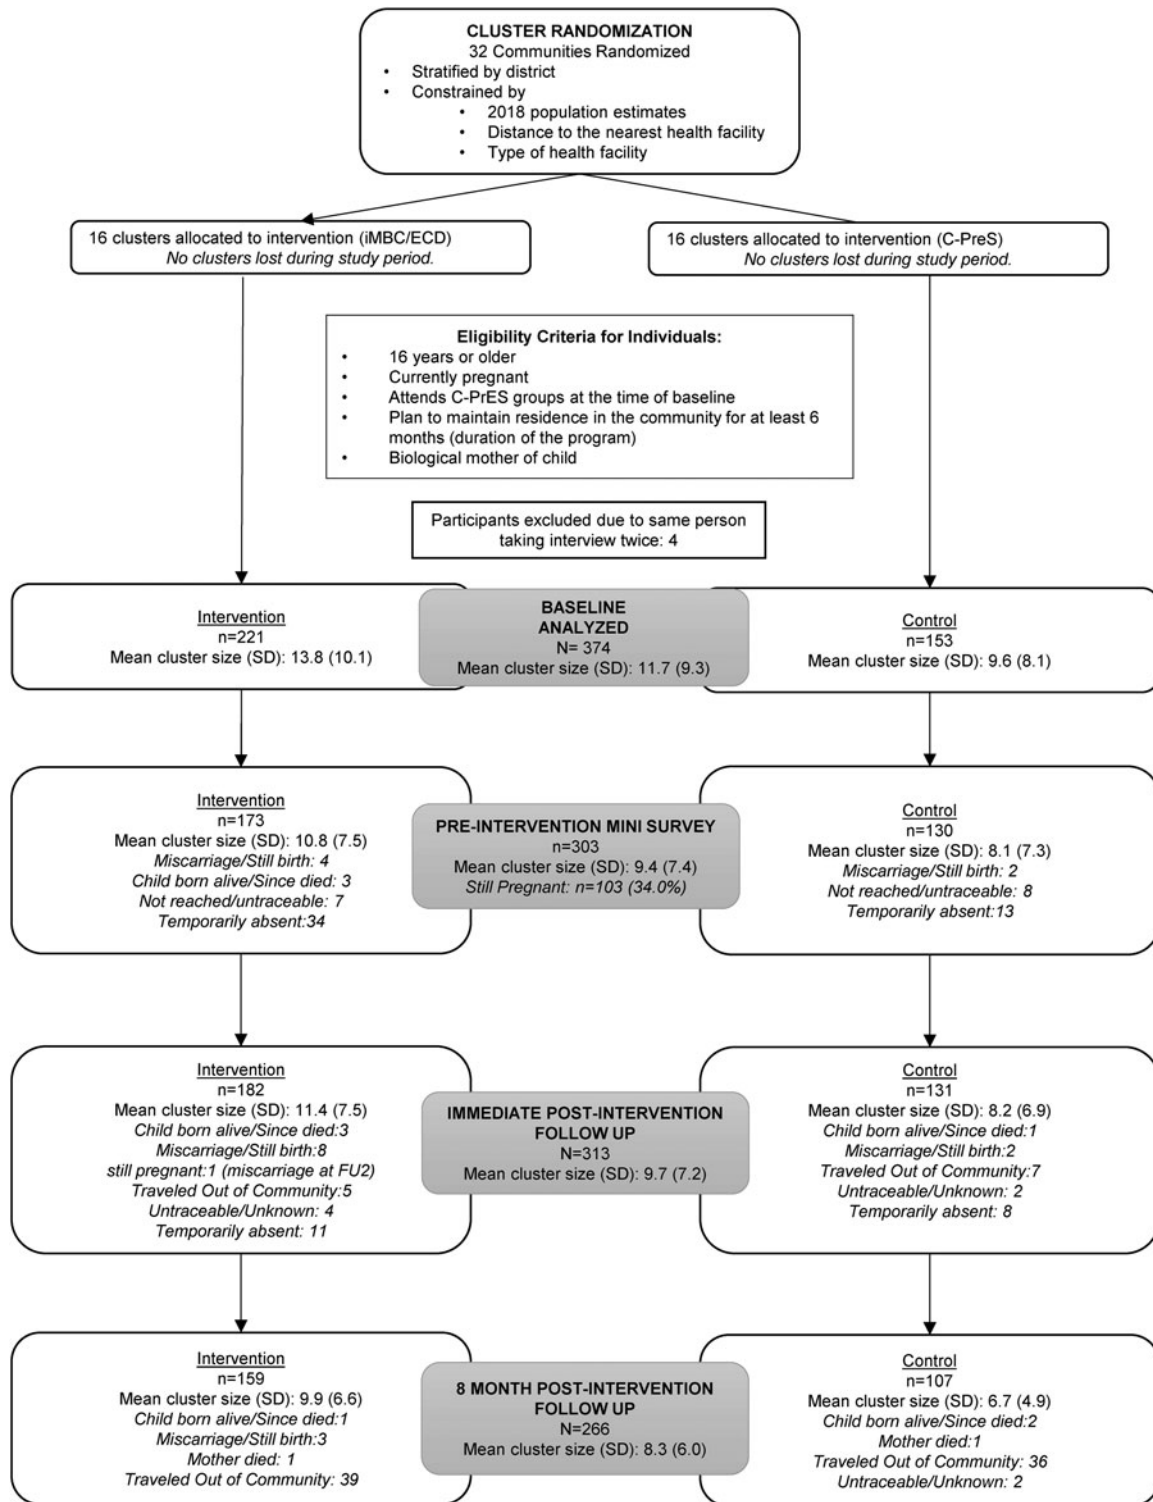 CLUSTER RANDOMIZATION
32 Communities Randomized
• Stratified by district
• Constrained by
• 2018 population estimates
• Distance to the nearest health facility
• Type of health facility
16 clusters allocated to intervention (iMBC/ECD)
No clusters lost during study period.
16 clusters allocated to intervention (C-PreS)
No clusters lost during study period.
Eligibility Criteria for Individuals:
• 16 years or older
• Currently pregnant
• Attends C-PrES groups at the time of baseline
• Plan to maintain residence in the community for at least 6
months (duration of the program)
• Biological mother of child
Participants excluded due to same person
taking interview twice: 4
Intervention
n=221
Mean cluster size (SD): 13.8 (10.1)
BASELINE
ANALYZED
N= 374
Mean cluster size (SD): 11.7 (9.3)
Control
n=153
Mean cluster size (SD): 9.6 (8.1)
Intervention
n=173
Mean cluster size (SD): 10.8 (7.5)
Miscarriage/Still birth: 4
Child born alive/Since died: 3
Not reached/untraceable: 7
Temporarily absent:34
PRE-INTERVENTION MINI SURVEY
n=303
Mean cluster size (SD): 9.4 (7.4)
Still Pregnant: n=103 (34.0%)
Control
n=130
Mean cluster size (SD): 8.1 (7.3)
Miscarriage/Still birth: 2
Not reached/untraceable: 8
Temporarily absent:13
Intervention
n=182
Mean cluster size (SD): 11.4 (7.5)
Child born alive/Since died:3
Miscarriage/Still birth:8
still pregnant:1 (miscarriage at FU2)
Traveled Out of Community:5
Untraceable/Unknown: 4
Temporarily absent: 11
IMMEDIATE POST-INTERVENTION
FOLLOW UP
N=313
Mean cluster size (SD): 9.7 (7.2)
Control
n=131
Mean cluster size (SD): 8.2 (6.9)
Child born alive/Since died:1
Miscarriage/Still birth:2
Traveled Out of Community:7
Untraceable/Unknown: 2
Temporarily absent: 8
Intervention
n=159
Mean cluster size (SD): 9.9 (6.6)
Child born alive/Since died:1
Miscarriage/Still birth:3
Mother died: 1
Traveled Out of Community: 39
8 MONTH POST-INTERVENTION
FOLLOW UP
N=266
Mean cluster size (SD): 8.3 (6.0)
Control
n=107
Mean cluster size (SD): 6.7 (4.9)
Child born alive/Since died:2
Mother died:1
Traveled Out of Community: 36
Untraceable/Unknown: 2